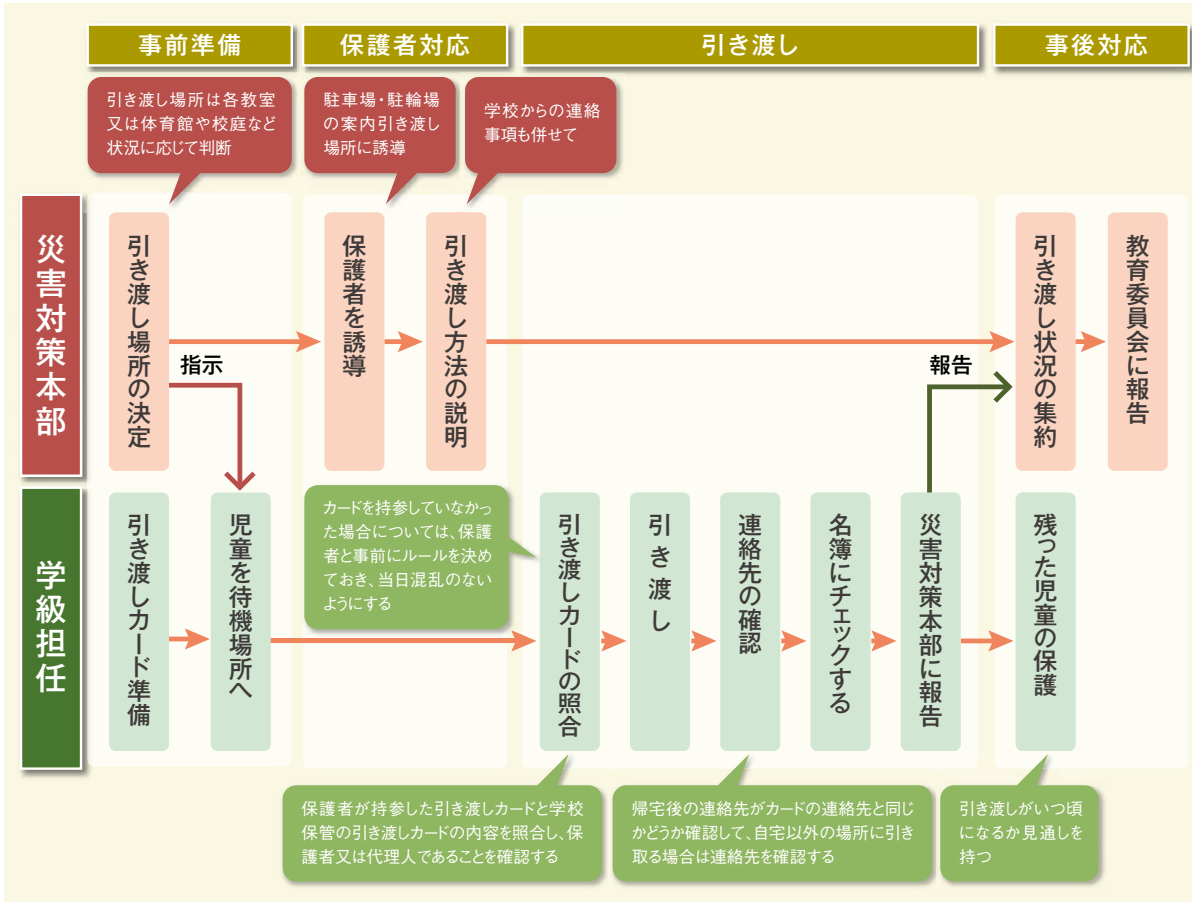 事前準備
保護者対応
引き渡し
事後対応
引き渡し場所は各教室
又は体育館や校庭など
状況に応じて判断
駐車場・駐輪場
の案内引き渡し
場所に誘導
学校からの連絡
事項も併せて
災害対策本部
引き渡し場所の決定
指示
保護者を誘導
引き渡し方法の説明
報告
引き渡し状況の集約
教育委員会に報告
学級担任
引き渡しカード準備
児童を待機場所へ
カードを持参していなかっ
た場合については、保護
者と事前にルールを決め
ておき、当日混乱のない
ようにする
引き渡しカードの照合
引き渡し
連絡先の確認
名簿にチェックする
災害対策本部に報告
残った児童の保護
保護者が持参した引き渡しカードと学校
保管の引き渡しカードの内容を照合し、保
護者又は代理人であることを確認する
帰宅後の連絡先がカードの連絡先と同じ
かどうか確認して、自宅以外の場所に引き
取る場合は連絡先を確認する
引き渡しがいつ頃
になるか見通しを
持つ